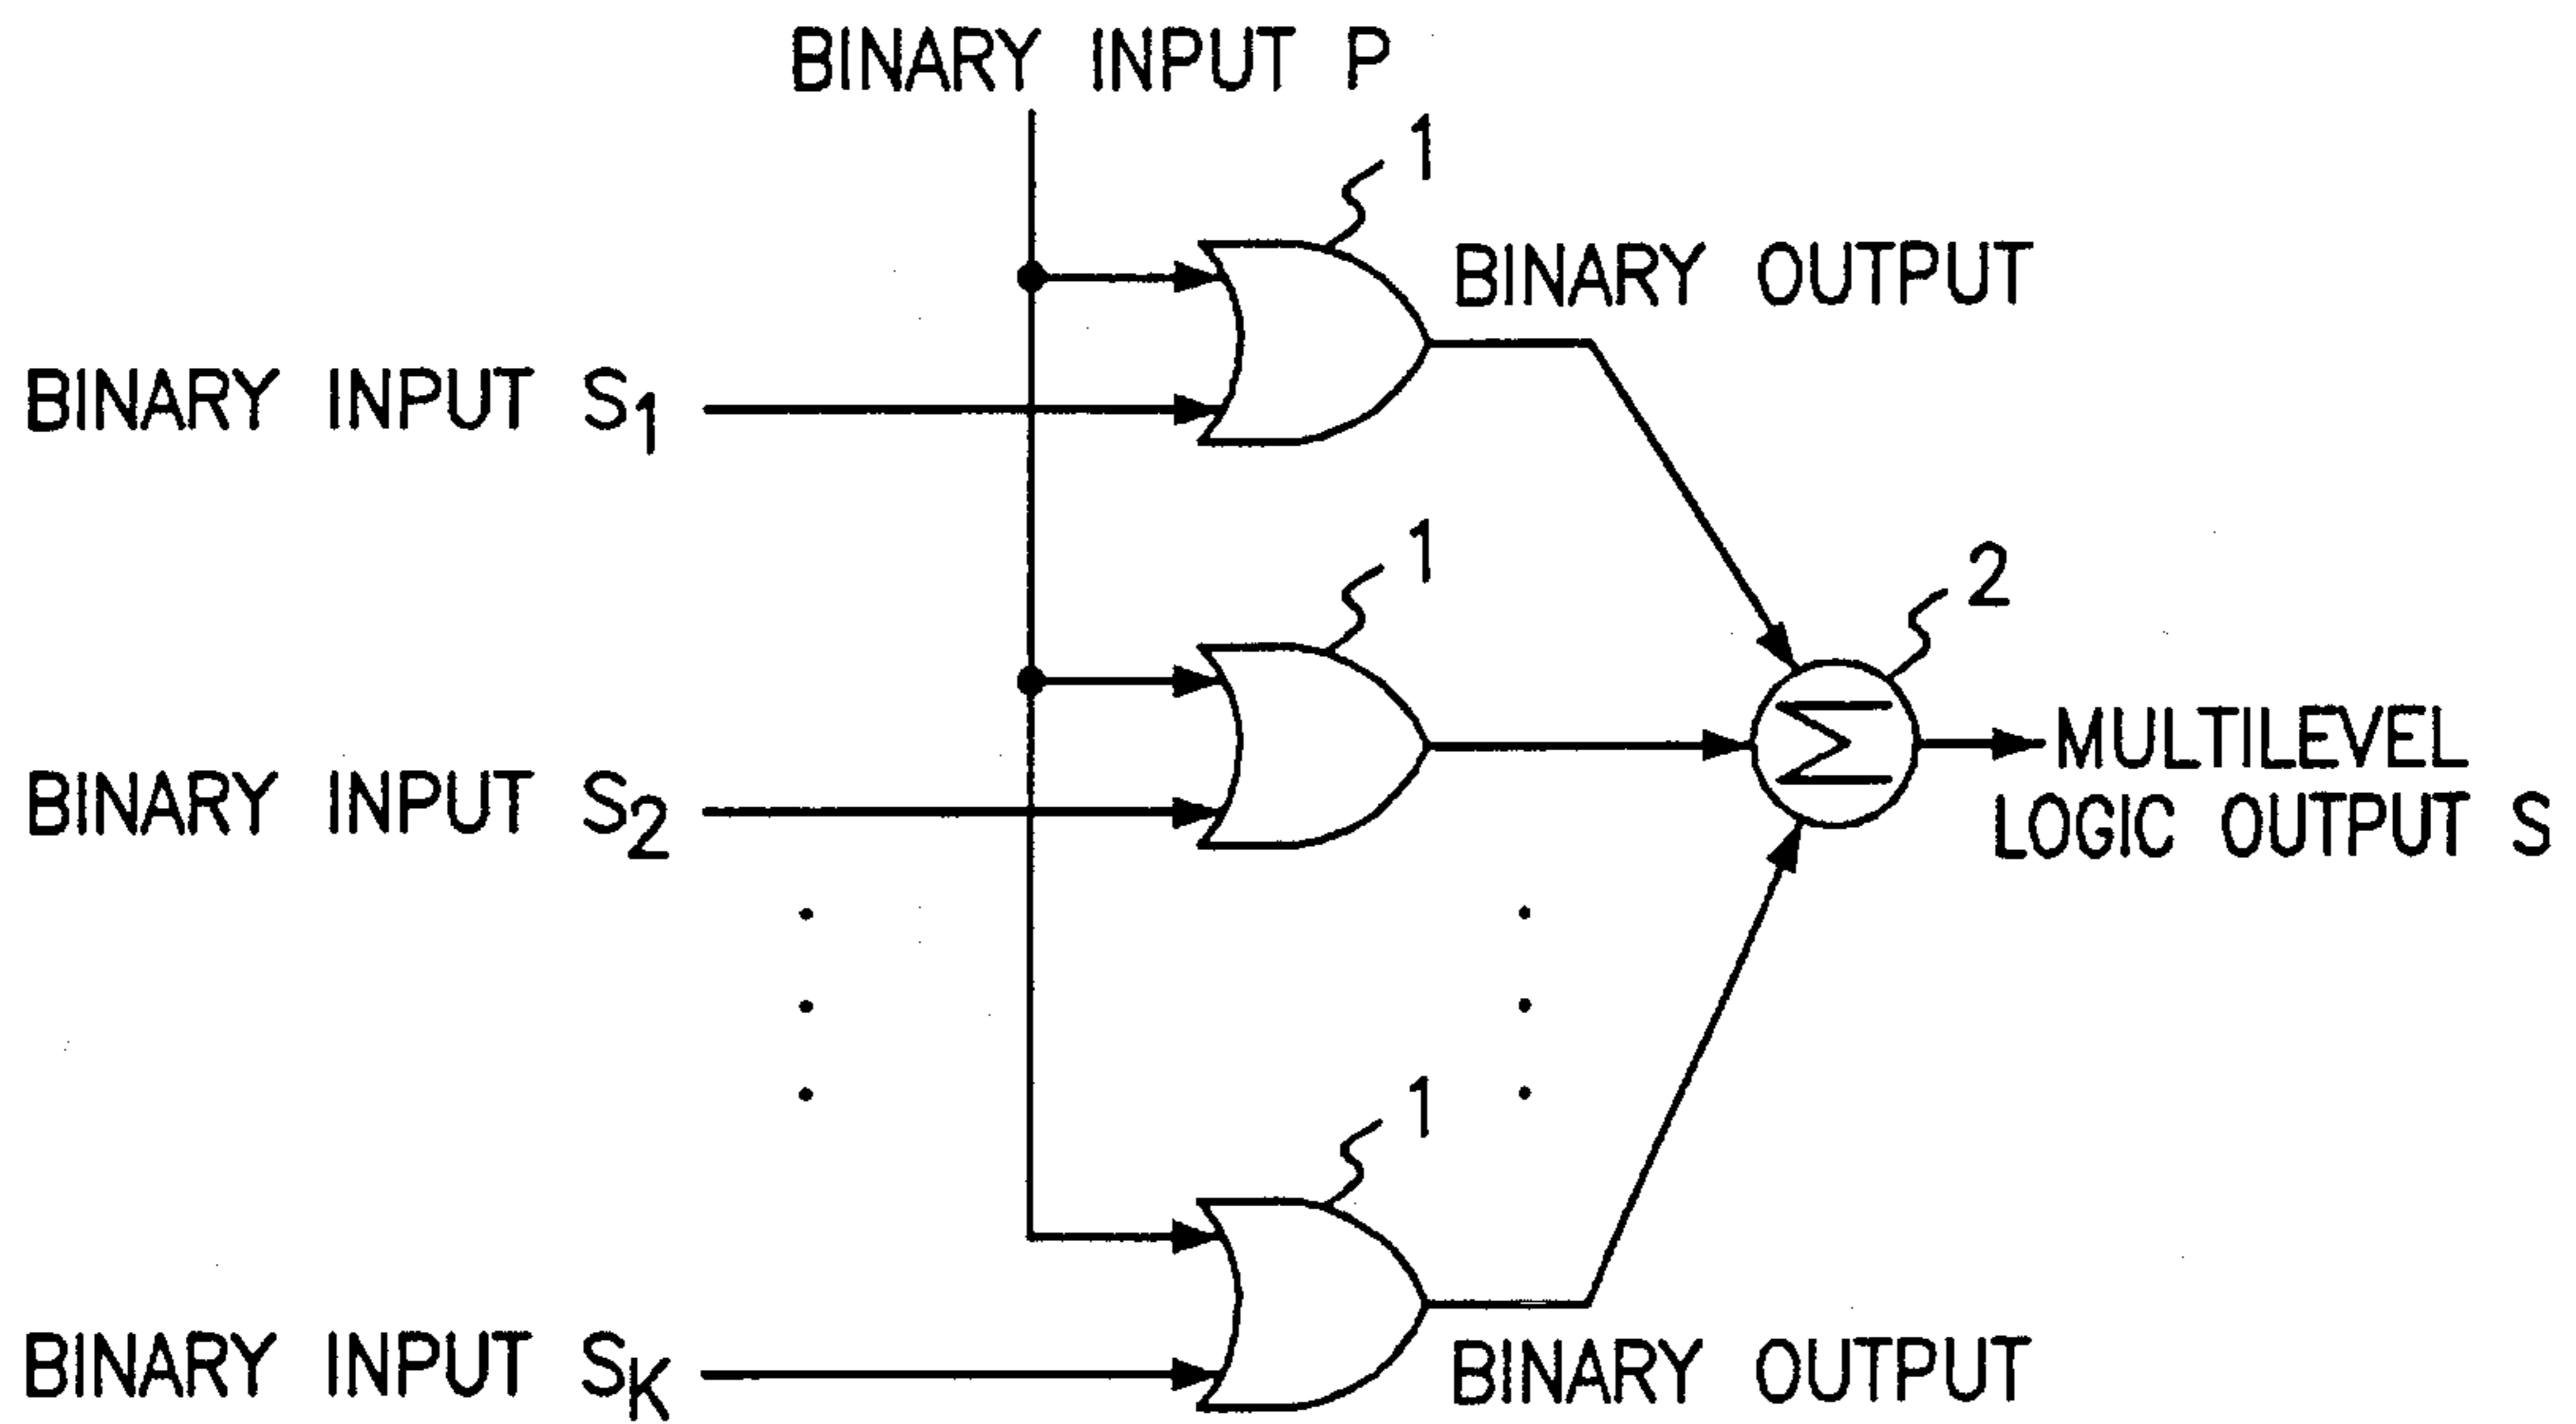 BINARY INPUT P
1
BINARY OUTPUT
BINARY INPUT S1
1
2
MULTILEVEL
LOGIC OUTPUT S
BINARY INPUT S2
1
BINARY INPUT SK
BINARY OUTPUT
Σ